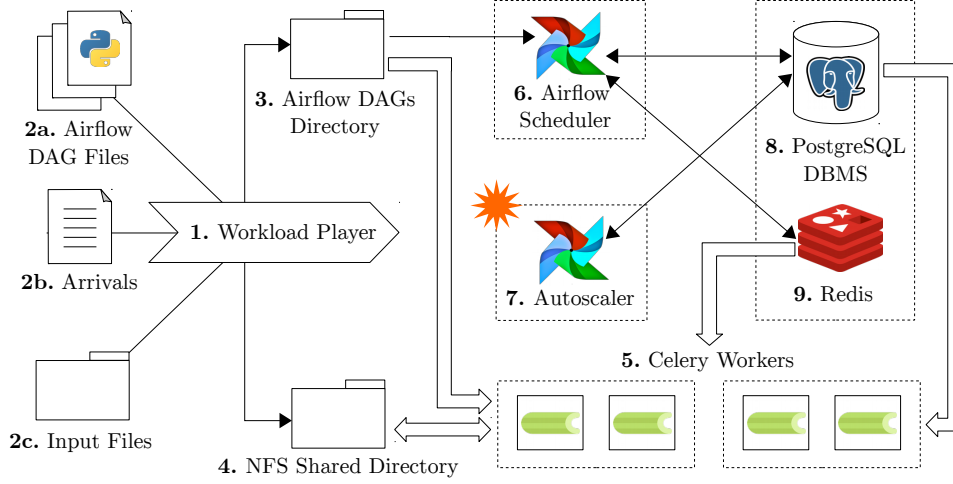 2a. Airflow
DAG Files
2b. Arrivals
2c. Input Files
1. Workload Player
3. Airflow DAGs
Directory
4. NFS Shared Directory
6. Airflow
Scheduler
7. Autoscaler
8. PostgreSQL
DBMS
9. Redis
5. Celery Workers